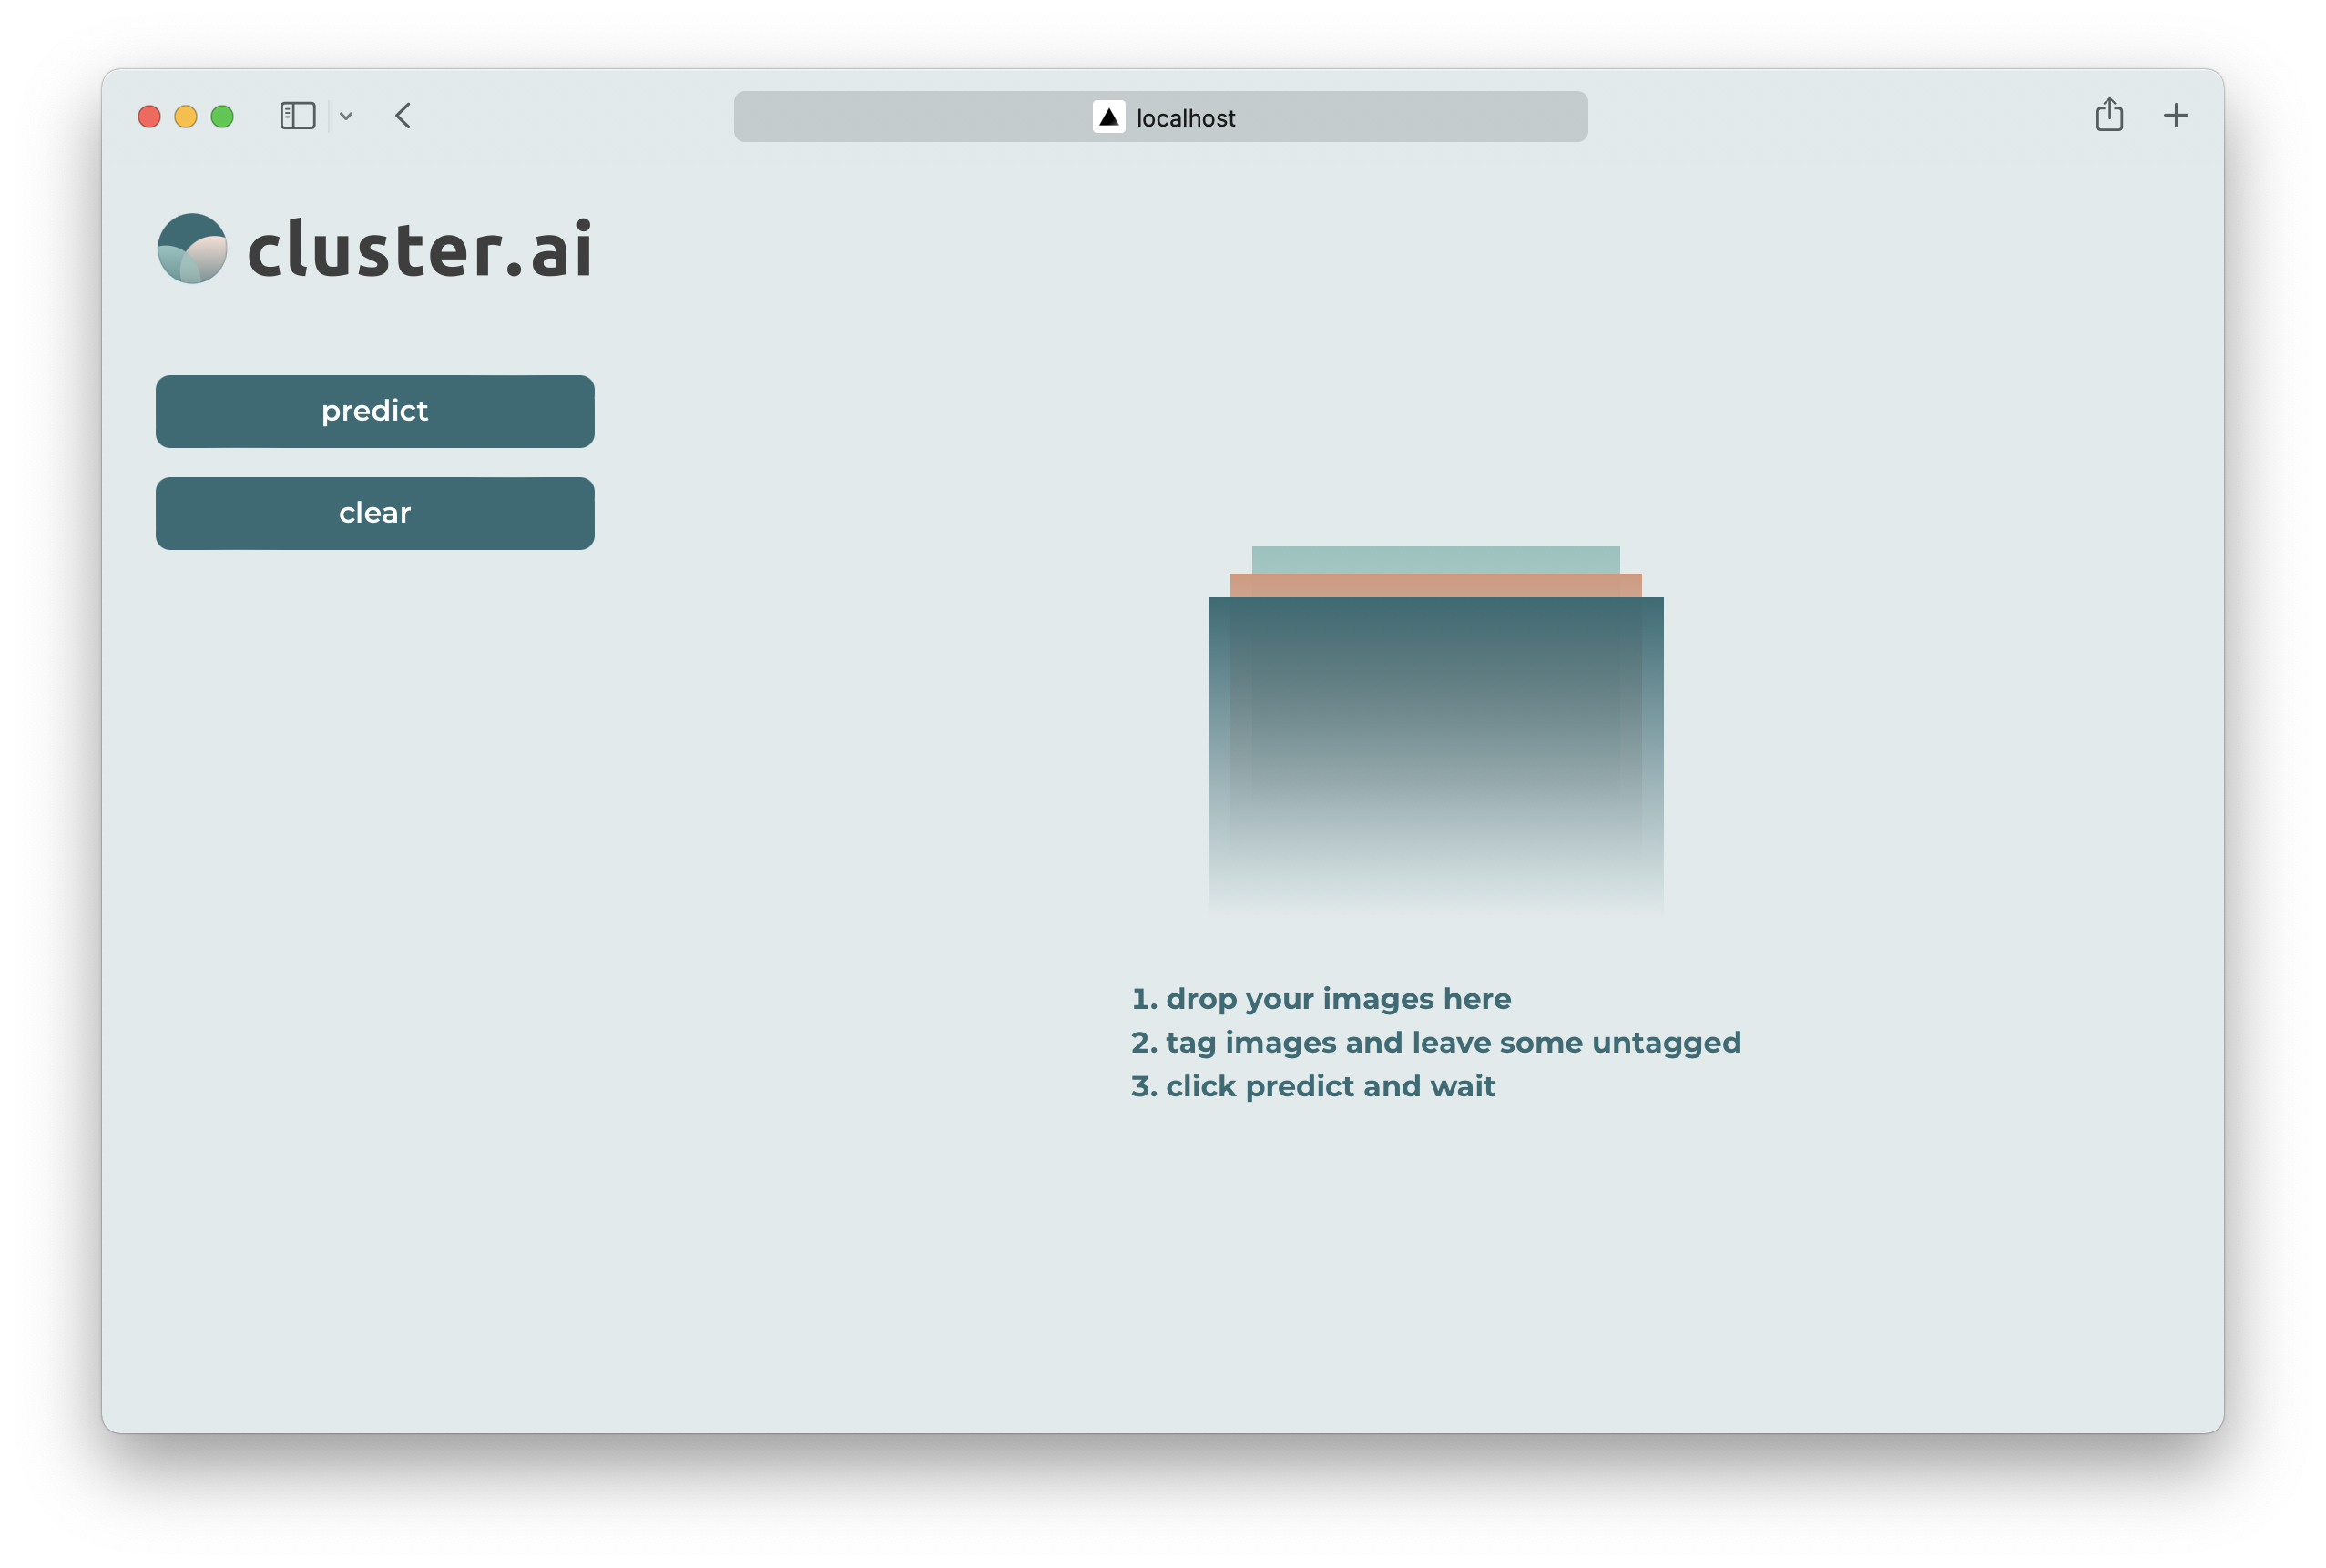 localhost
cluster.ai
predict
clear
1. drop your images here
2. tag images and leave some untagged
3. click predict and wait